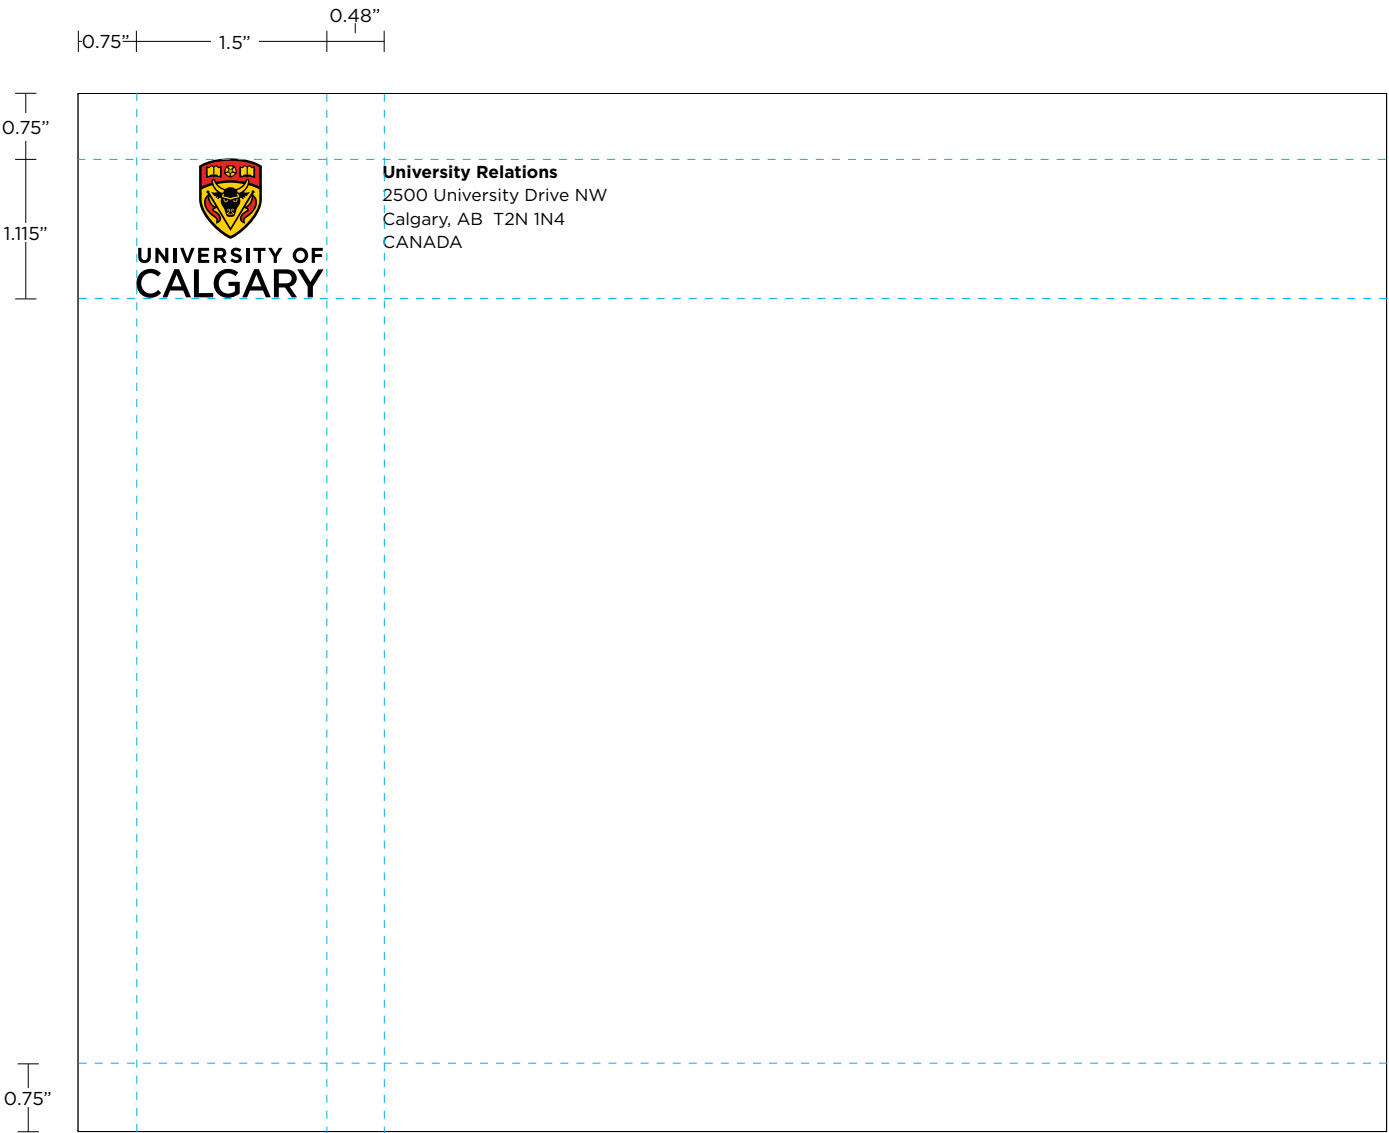 0.48”
0.75”
1.5”
0.75”
University Relations
2500 University Drive NW
Calgary, AB  T2N 1N4
CANADA
1.115”
UNIVERSITY OF
CALGARY
0.75”